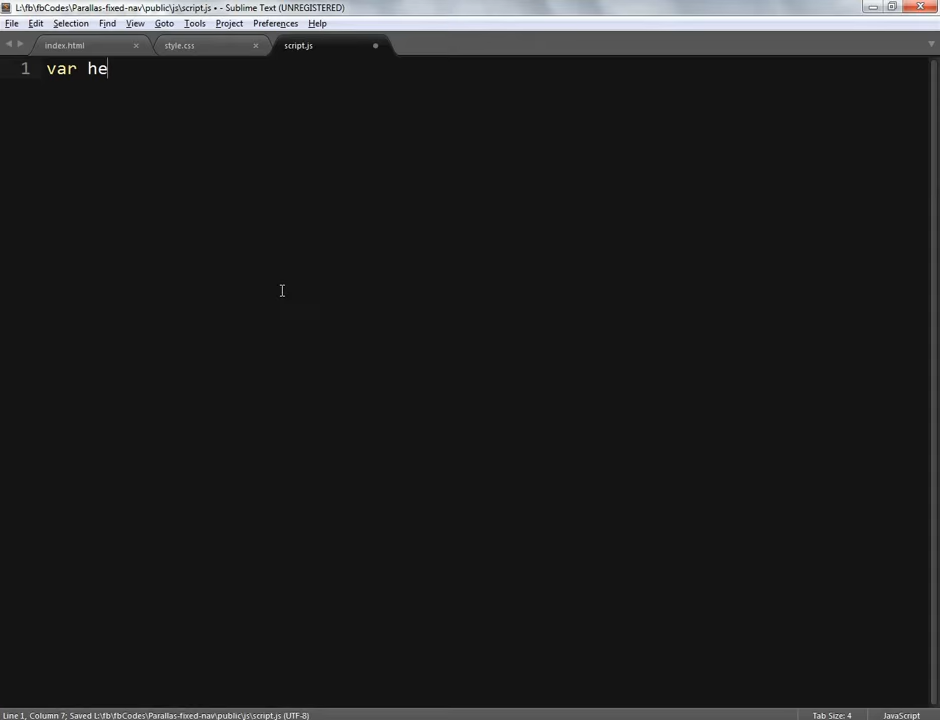 L:\fb\fbCodes\Parallas-fixed-nav\public\js\script.js • - Sublime Text (UNREGISTERED)
File Edit Selection Find View Goto Tools Project Preferences Help
index.html style.css script.js
1 var he
Line 1, Column 7; Saved L:\fb\fbCodes\Parallas-fixed-nav\public\js\script.js (UTF-8) Tab Size: 4 JavaScript